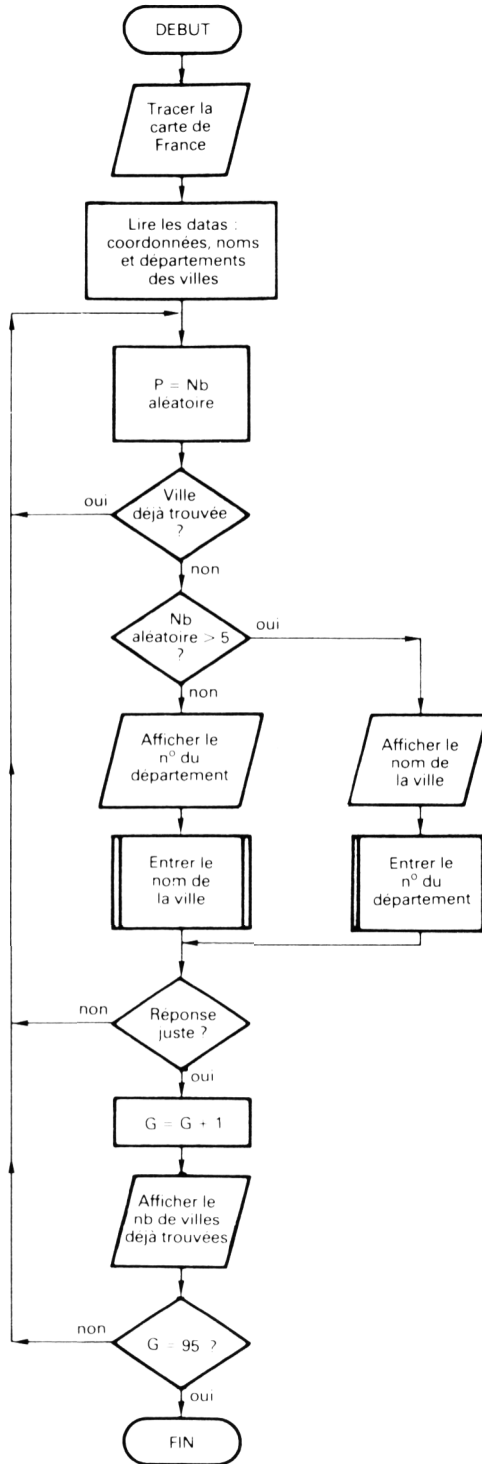 DEBUT
Tracer la
carte de
France
Lire les datas :
coordonnées, noms
et départements
des villes
P = Nb
aléatoire
Ville
déjà trouvée
?
oui
non
Nb
aléatoire > 5
?
oui
non
Afficher le
n° du
département
Afficher le
nom de
la ville
Entrer le
nom de
la ville
Entrer le
n° du
département
Réponse
juste ?
non
oui
G = G + 1
Afficher le
nb de villes
déjà trouvées
G = 95 ?
non
oui
FIN